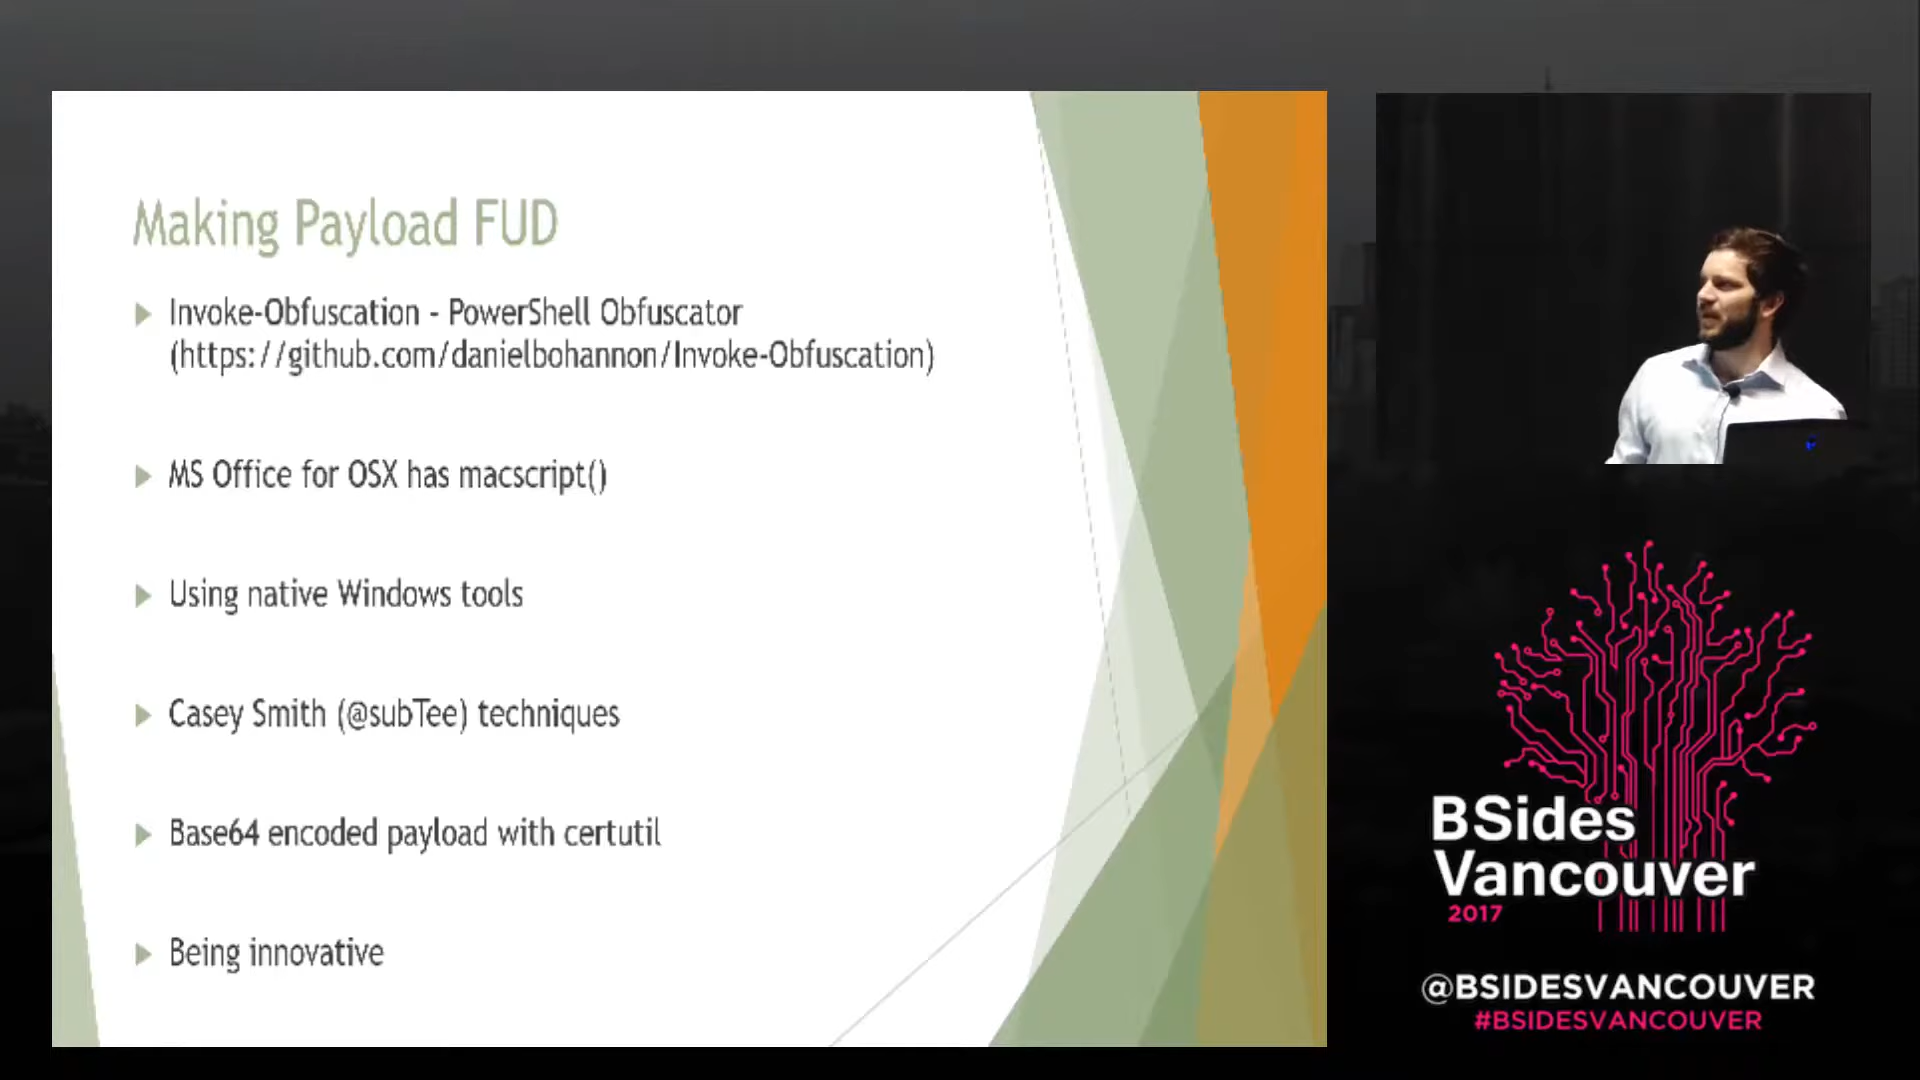 Making Payload FUD
Invoke-Obfuscation - PowerShell Obfuscator
(https://github.com/danielbohannon/Invoke-Obfuscation)
MS Office for OSX has macscript()
Using native Windows tools
Casey Smith (@subTee) techniques
Base64 encoded payload with certutil
Being innovative
BSides
Vancouver
2017
@BSIDESVANCOUVER
#BSIDESVANCOUVER